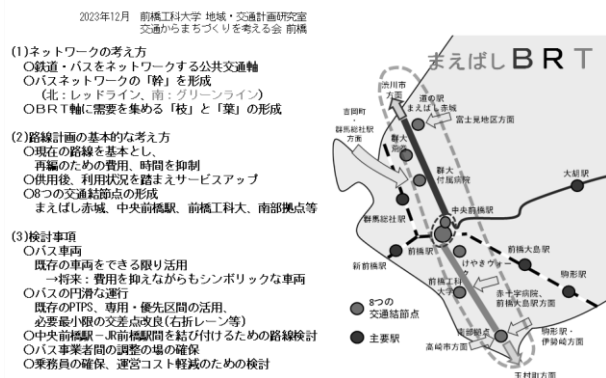 2023年12月　前橋工科大学 地域・交通計画研究室
交通からまちづくりを考える会 前橋
(1)ネットワークの考え方
〇鉄道・バスをネットワークする公共交通軸
〇バスネットワークの「幹」を形成
（北：レッドライン、南：グリーンライン）
〇BRT軸に需要を集める「枝」と「葉」の形成
(2)路線計画の基本的な考え方
〇現在の路線を基本とし、
再編のための費用、時間を抑制
〇供用後、利用状況を踏まえサービスアップ
〇8つの交通結節点の形成
まえばし赤城、中央前橋駅、前橋工科大、南部拠点等
(3)検討事項
〇バス車両
既存の車両をできる限り活用
→将来：費用を抑えながらもシンボリックな車両
〇バスの円滑な運行
既存のPTPS、専用・優先区間の活用、
必要最小限の交差点改良(右折レーン等)
〇中央前橋駅－JR前橋駅間を結び付けるための路線検討
〇バス事業者間の調整の場の確保
〇乗務員の確保、運営コスト軽減のための検討
まえばしBRT
渋川市
方面
道の駅
まえばし赤城
富士見地区方面
吉岡町・
群馬総社駅方面
群大
病院
群大
付属病院
大胡駅
中央前橋駅
群馬総社駅
前橋駅
けやきウォーク
前橋大島駅
新前橋駅
駒形駅
前橋工科
大学
赤十字病院、
前橋大島駅方面
8つの
交通結節点
主要駅
南部拠点
高崎市方面
駒形駅・
伊勢崎方面
玉村町方面